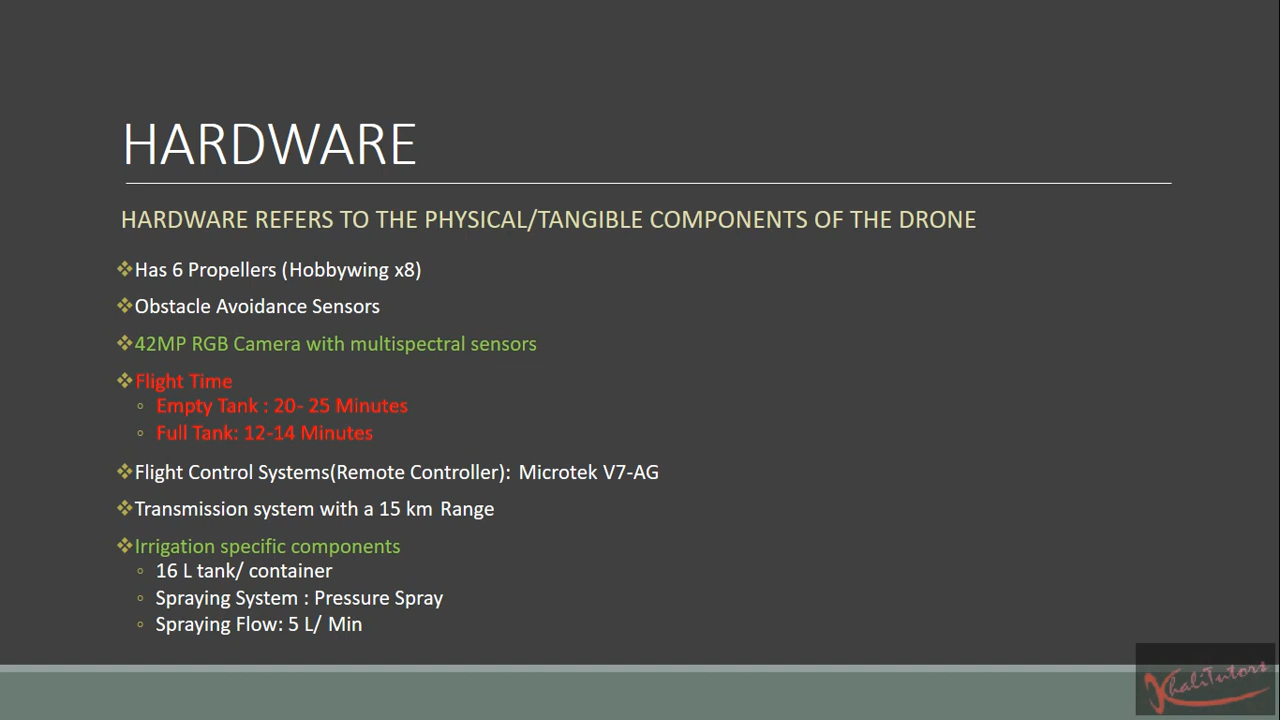 HARDWARE
HARDWARE REFERS TO THE PHYSICAL/TANGIBLE COMPONENTS OF THE DRONE
Has 6 Propellers (Hobbywing x8)
Obstacle Avoidance Sensors
42MP RGB Camera with multispectral sensors
Flight Time
Empty Tank : 20- 25 Minutes
Full Tank: 12-14 Minutes
Flight Control Systems(Remote Controller): Microtek V7-AG
Transmission system with a 15 km Range
Irrigation specific components
16 L tank/ container
Spraying System : Pressure Spray
Spraying Flow: 5 L/ Min
KhaliTutors